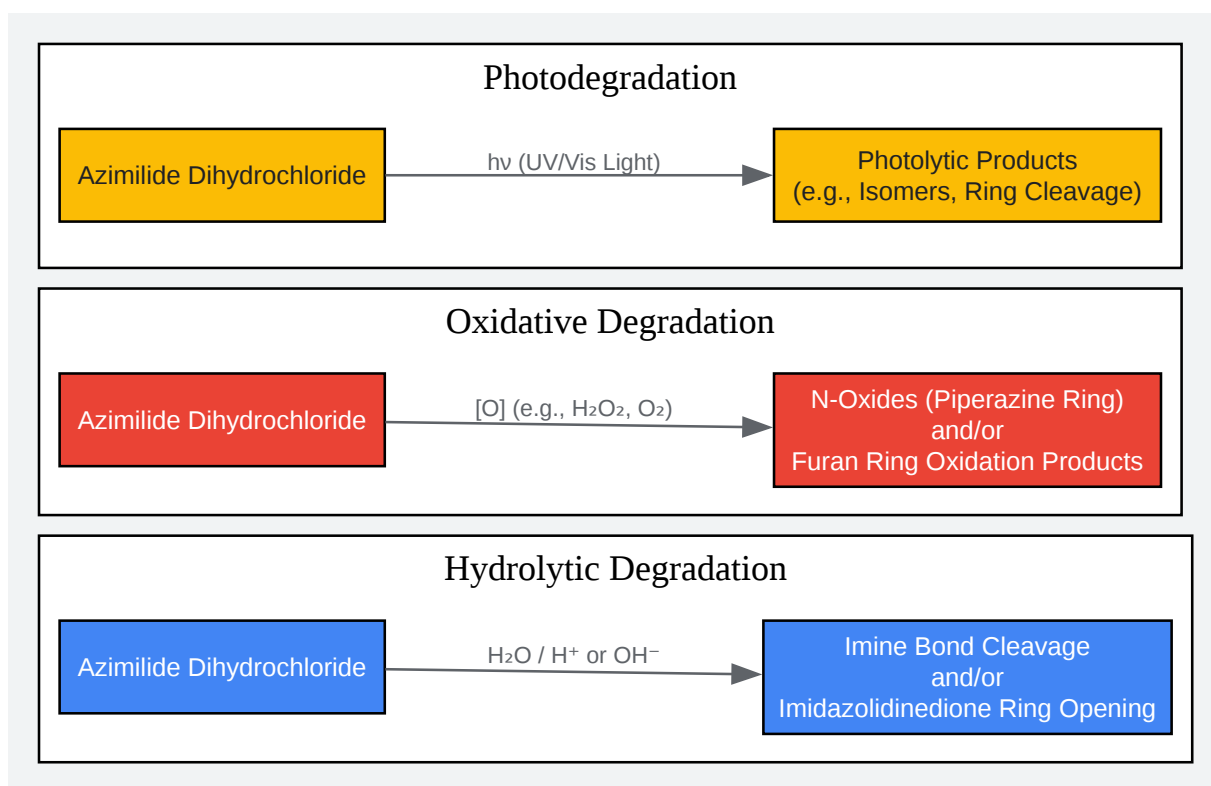 Photodegradation
Azimilide Dihydrochloride
hν (UV/Vis Light)
Photolytic Products
(e.g., Isomers, Ring Cleavage)
Oxidative Degradation
Azimilide Dihydrochloride
[O] (e.g., H₂O₂, O₂)
N-Oxides (Piperazine Ring)
and/or
Furan Ring Oxidation Products
Hydrolytic Degradation
Azimilide Dihydrochloride
H₂O / H⁺ or OH⁻
Imine Bond Cleavage
and/or
Imidazolidinedione Ring Opening